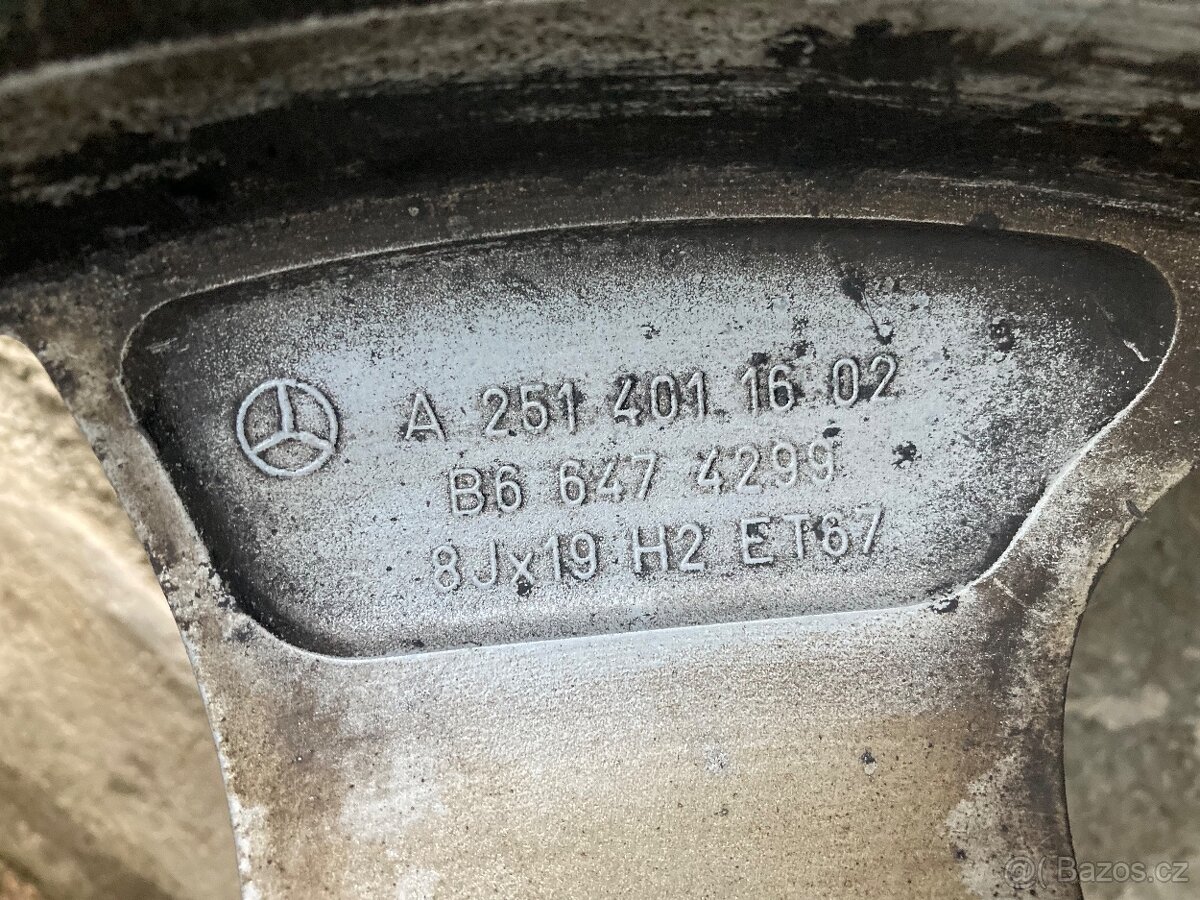 A 251 401 16 02
B6 647 4299
8Jx19 H2 ET67
@( Bazos.cz